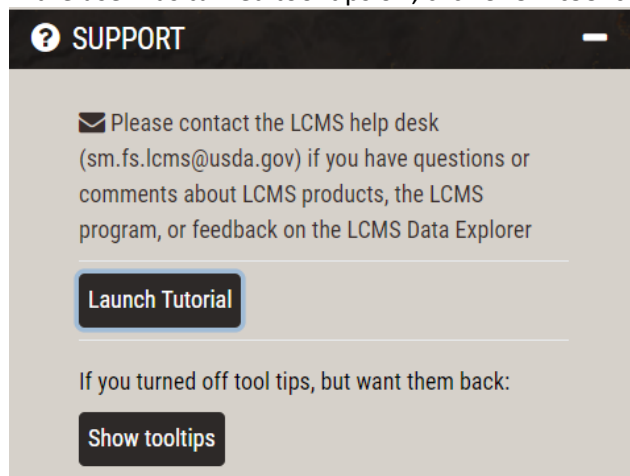 SUPPORT
Please contact the LCMS help desk
(sm.fs.lcms@usda.gov) if you have questions or
comments about LCMS products, the LCMS
program, or feedback on the LCMS Data Explorer
Launch Tutorial
If you turned off tool tips, but want them back:
Show tooltips